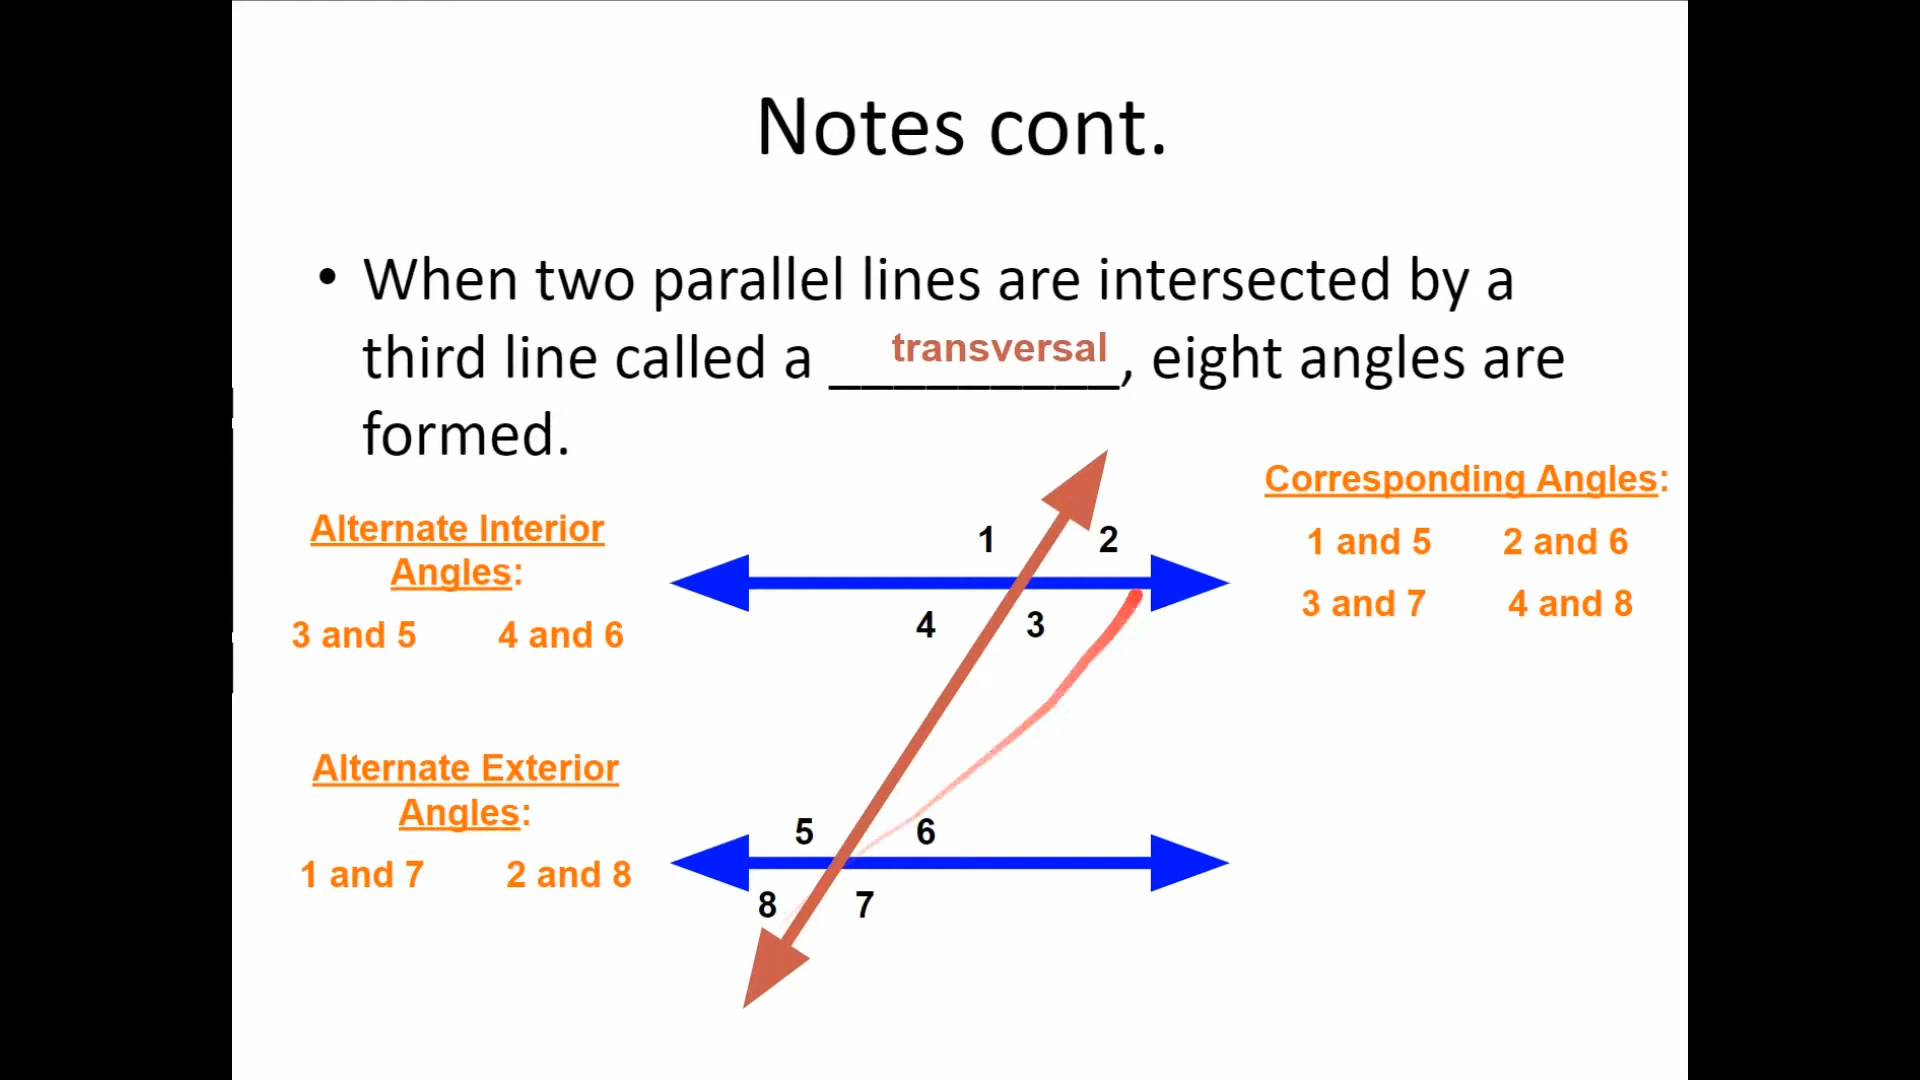 Notes cont.
• When two parallel lines are intersected by a
third line called a _________, eight angles are
transversal
formed.
Alternate Interior
Angles:
3 and 5 4 and 6
Alternate Exterior
Angles:
1 and 7 2 and 8
1 2
4 3
5 6
8 7
Corresponding Angles:
1 and 5 2 and 6
3 and 7 4 and 8